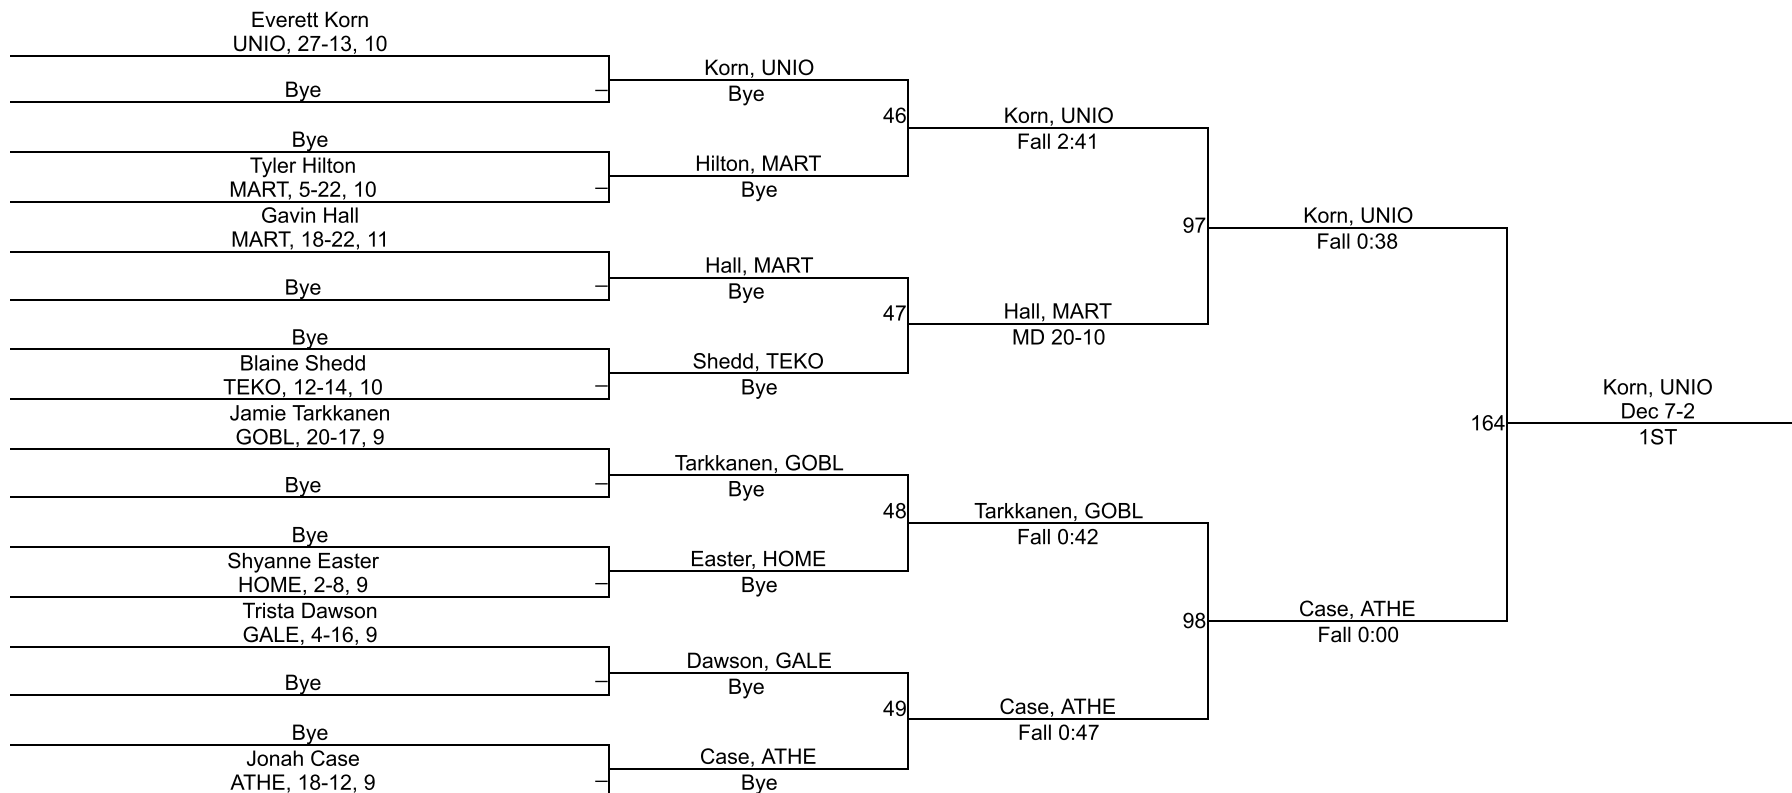 Everett Korn
UNIO, 27-13, 10
Bye
Bye
Tyler Hilton
MART, 5-22, 10
Gavin Hall
MART, 18-22, 11
Bye
Bye
Blaine Shedd
TEKO, 12-14, 10
Jamie Tarkkanen
GOBL, 20-17, 9
Bye
Bye
Shyanne Easter
HOME, 2-8, 9
Trista Dawson
GALE, 4-16, 9
Bye
Bye
Jonah Case
ATHE, 18-12, 9
Korn, UNIO
Bye
46
Hilton, MART
Bye
Hall, MART
Bye
47
Shedd, TEKO
Bye
Tarkkanen, GOBL
Bye
48
Easter, HOME
Bye
Dawson, GALE
Bye
49
Case, ATHE
Bye
Korn, UNIO
Fall 2:41
97
Hall, MART
MD 20-10
Tarkkanen, GOBL
Fall 0:42
98
Case, ATHE
Fall 0:47
Korn, UNIO
Fall 0:38
164
Case, ATHE
Fall 0:00
Korn, UNIO
Dec 7-2
1ST